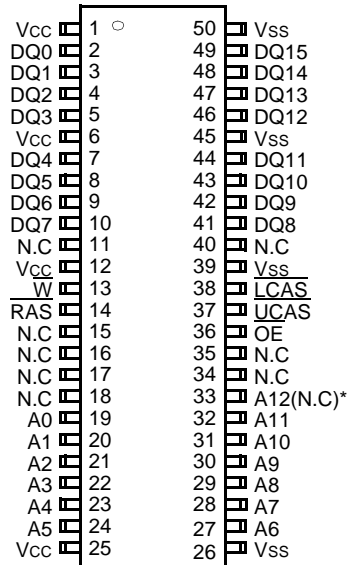 Vcc 1 50 Vss
DQ0 2 49 DQ15
DQ1 3 48 DQ14
DQ2 4 47 DQ13
DQ3 5 46 DQ12
Vcc 6 45 Vss
DQ4 7 44 DQ11
DQ5 8 43 DQ10
DQ6 9 42 DQ9
DQ7 10 41 DQ8
N.C 11 40 N.C
Vcc 12 39 Vss
W 13 38 LCAS
RAS 14 37 UCAS
N.C 15 36 OE
N.C 16 35 N.C
N.C 17 34 N.C
N.C 18 33 A12(N.C)*
A0 19 32 A11
A1 20 31 A10
A2 21 30 A9
A3 22 29 A8
A4 23 28 A7
A5 24 27 A6
Vcc 25 26 Vss